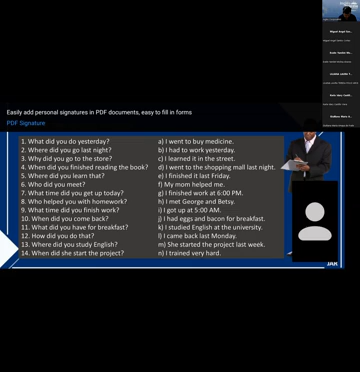 Easily add personal signatures in PDF documents, easy to fill in forms
PDF Signature
1. What did you do yesterday?
2. Where did you go last night?
3. Why did you go to the store?
4. When did you finished reading the book?
5. Where did you learn that?
6. Who did you meet?
7. What time did you get up today?
8. Who helped you with homework?
9. What time did you finish work?
10. When did you come back?
11. What did you have for breakfast?
12. How did you do that?
13. Where did you study English?
14. When did she start the project?
a) I went to buy medicine.
b) I had to work yesterday.
c) I learned it in the street.
d) I went to the shopping mall last night.
e) I finished it last Friday.
f) My mom helped me.
g) I finished work at 6:00 PM.
h) I met George and Betsy.
i) I got up at 5:00 AM.
j) I had eggs and bacon for breakfast.
k) I studied English at the university.
l) I came back last Monday.
m) She started the project last week.
n) I trained very hard.